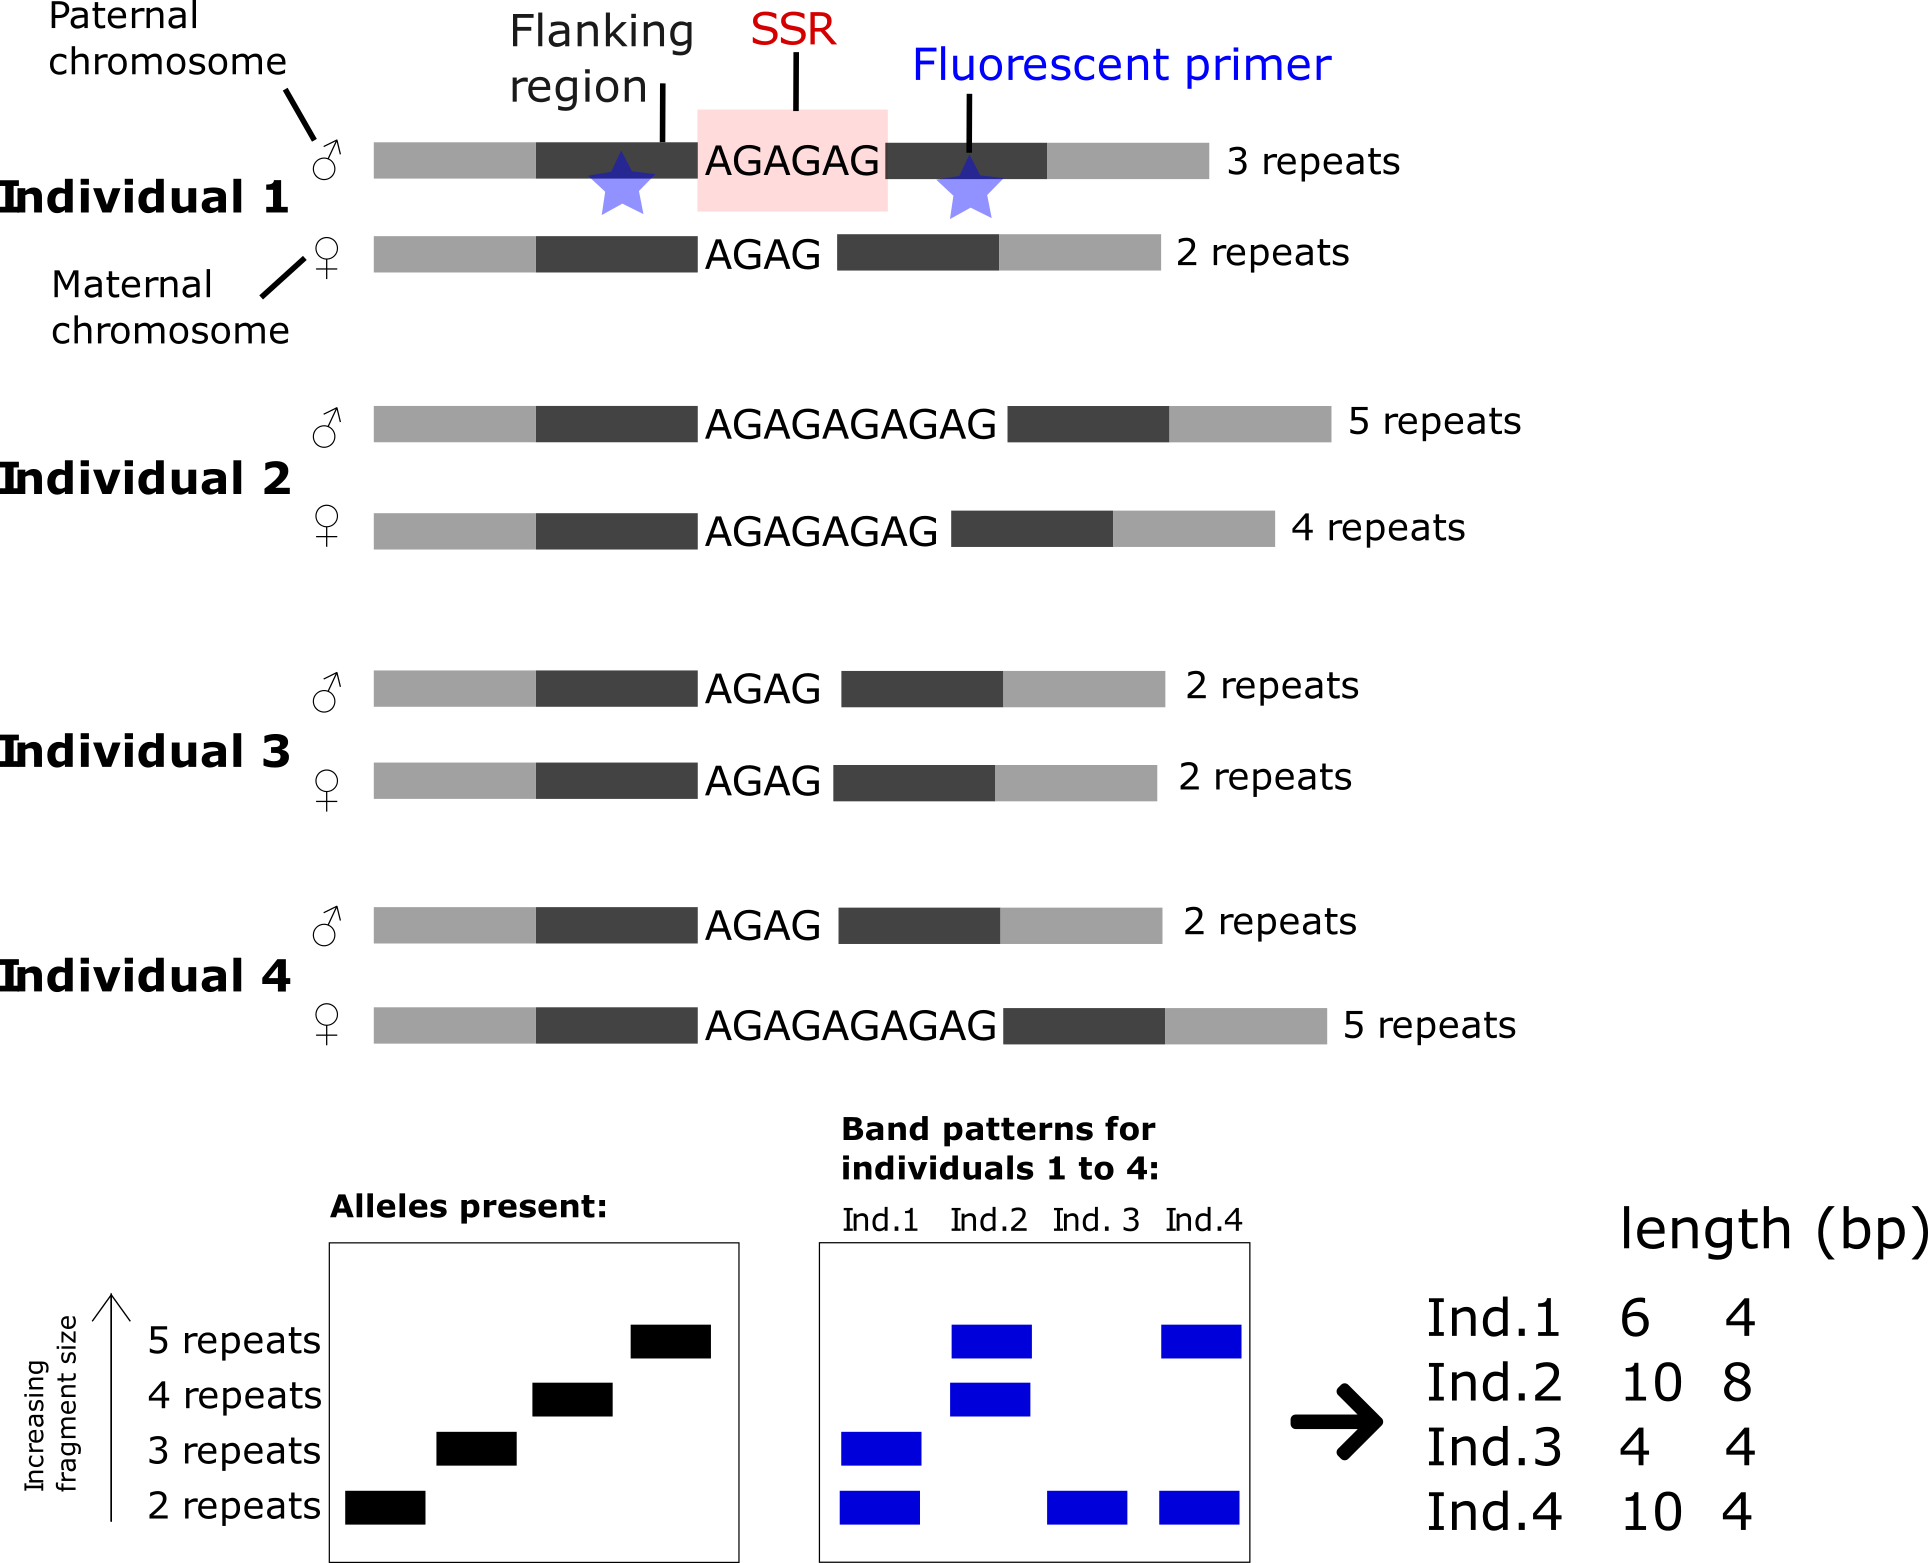 Paternal
chromosome
Flanking
region
SSR
Fluorescent primer
♂
AGAGAG
3 repeats
Individual 1
♀
AGAG
2 repeats
Maternal
chromosome
♂
AGAGAGAGAG
5 repeats
Individual 2
♀
AGAGAGAG
4 repeats
♂
AGAG
2 repeats
Individual 3
♀
AGAG
2 repeats
♂
AGAG
2 repeats
Individual 4
♀
AGAGAGAGAG
5 repeats
Alleles present:
Increasing
fragment size
5 repeats
4 repeats
3 repeats
2 repeats
Band patterns for
individuals 1 to 4:
Ind.1 Ind.2 Ind. 3 Ind.4
length (bp)
Ind.1 6 4
Ind.2 10 8
Ind.3 4 4
Ind.4 10 4